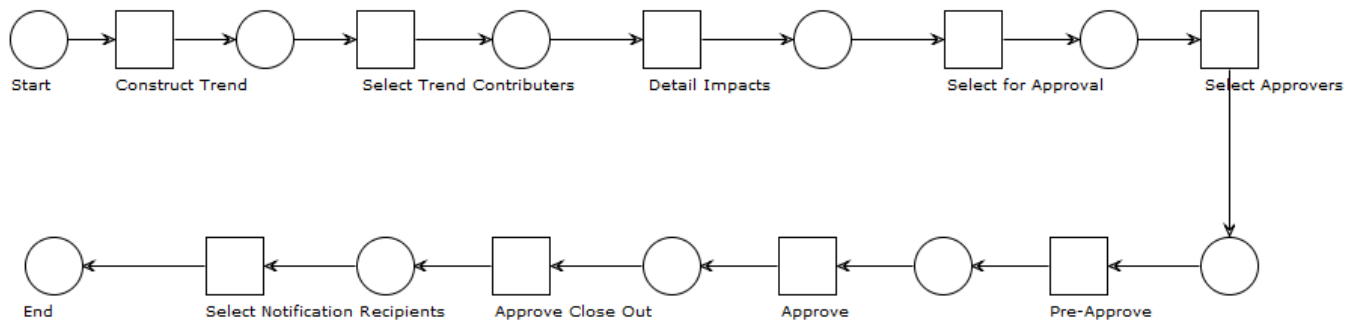 Start
Construct Trend
Select Trend Contributers
Detail Impacts
Select for Approval
Select Approvers
End
Select Notification Recipients
Approve Close Out
Approve
Pre-Approve